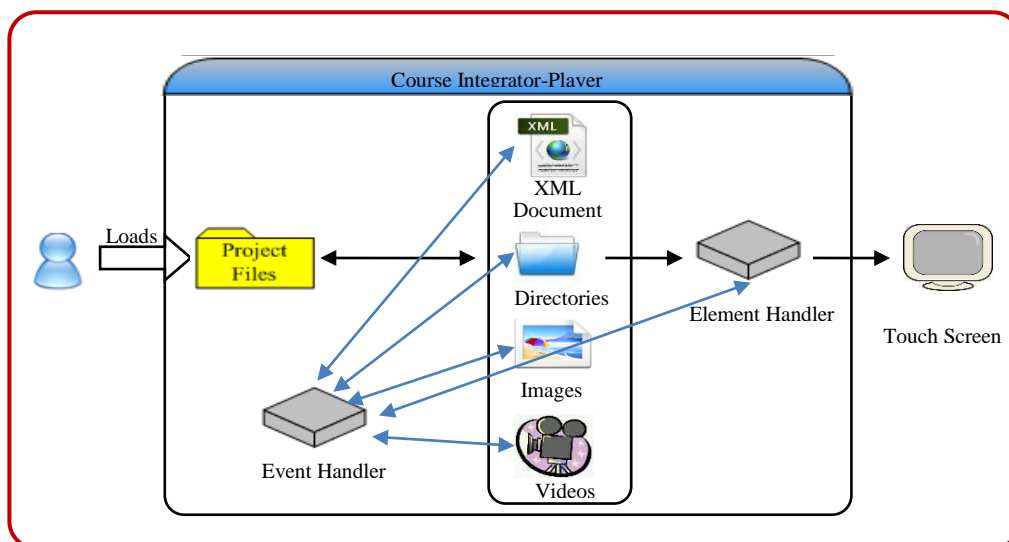 Course Integrator-Player
XML
XML
Document
Loads
Project
Files
Directories
Element Handler
Touch Screen
Images
Event Handler
Videos